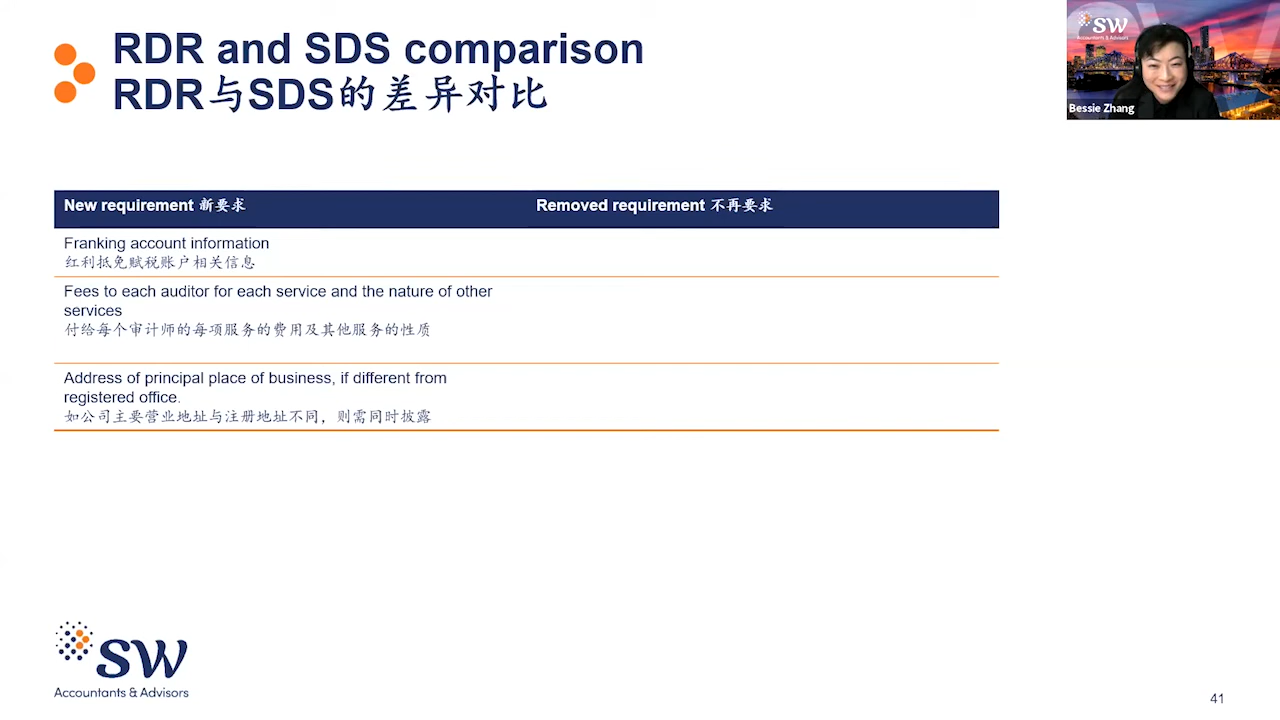 RDR and SDS comparison
RDR与SDS的差异对比
SW
Accountants & Advisors
Bessie Zhang
New requirement 新要求
Removed requirement 不再要求
Franking account information
红利抵免赋税账户相关信息
Fees to each auditor for each service and the nature of other
services
付给每个审计师的每项服务的费用及其他服务的性质
Address of principal place of business, if different from
registered office.
如公司主要营业地址与注册地址不同，则需同时披露
SW
Accountants & Advisors
41